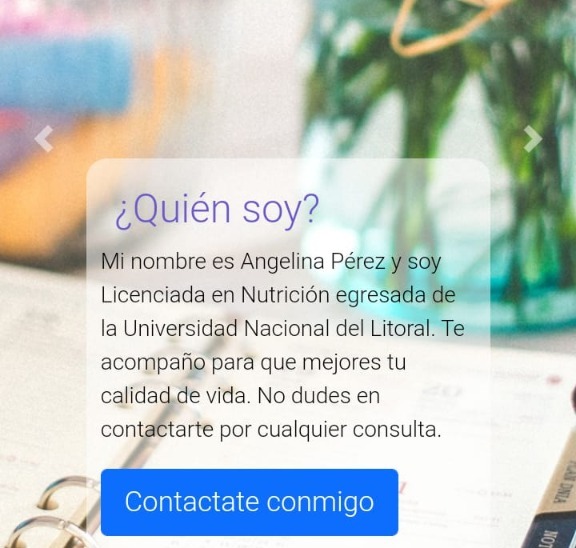 ¿Quién soy?
Mi nombre es Angelina Pérez y soy
Licenciada en Nutrición egresada de
la Universidad Nacional del Litoral. Te
acompaño para que mejores tu
calidad de vida. No dudes en
contactarte por cualquier consulta.
Contactate conmigo